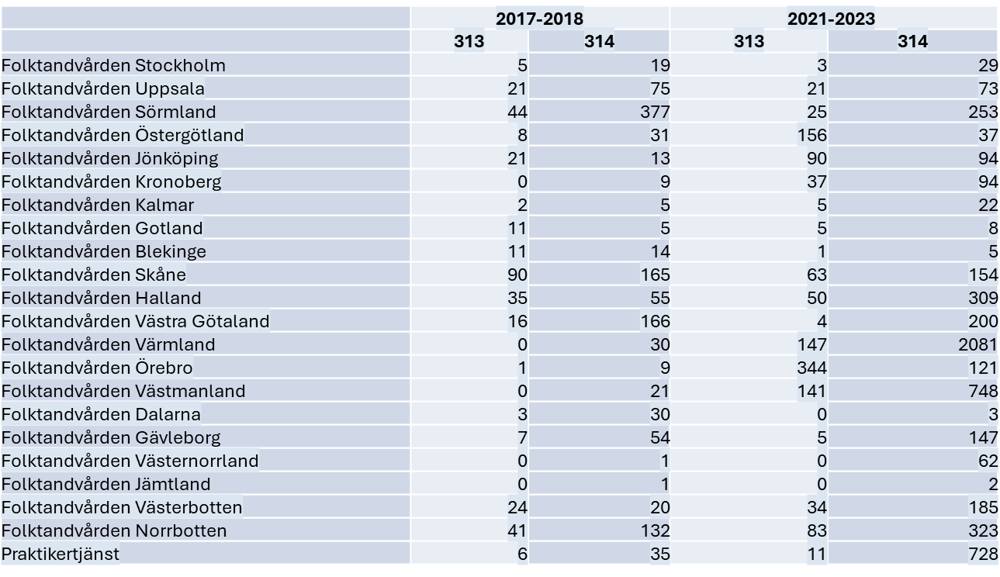 2017-2018 2021-2023
313 314 313 314
Folktandvården Stockholm 5 19 3 29
Folktandvården Uppsala 21 75 21 73
Folktandvården Sörmland 44 377 25 253
Folktandvården Östergötland 8 31 156 37
Folktandvården Jönköping 21 13 90 94
Folktandvården Kronoberg 0 9 37 94
Folktandvården Kalmar 2 5 5 22
Folktandvården Gotland 11 5 5 8
Folktandvården Blekinge 11 14 1 5
Folktandvården Skåne 90 165 63 154
Folktandvården Halland 35 55 50 309
Folktandvården Västra Götaland 16 166 4 200
Folktandvården Värmland 0 30 147 2081
Folktandvården Örebro 1 9 344 121
Folktandvården Västmanland 0 21 141 748
Folktandvården Dalarna 3 30 0 3
Folktandvården Gävleborg 7 54 5 147
Folktandvården Västernorrland 0 1 0 62
Folktandvården Jämtland 0 1 0 2
Folktandvården Västerbotten 24 20 34 185
Folktandvården Norrbotten 41 132 83 323
Praktikertjänst 6 35 11 728